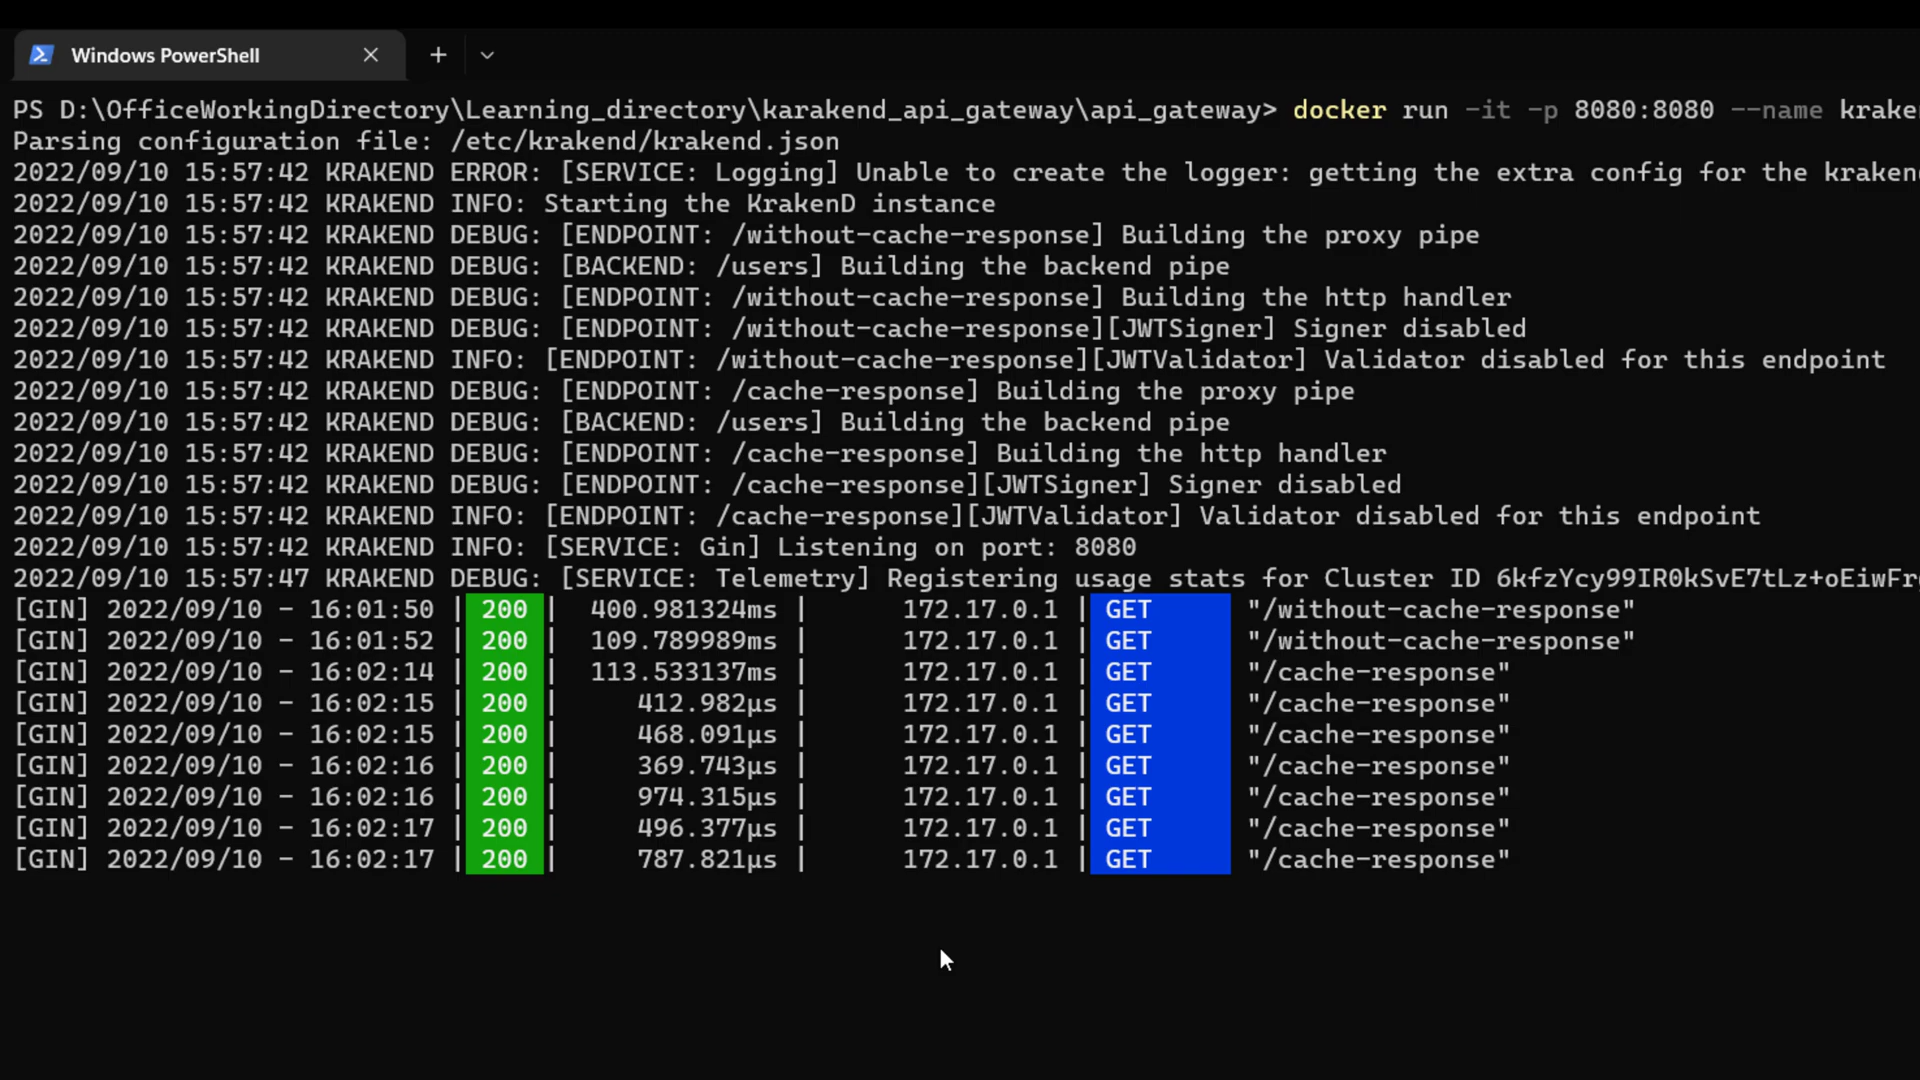 Windows PowerShell
PS D:\OfficeWorkingDirectory\Learning_directory\karakend_api_gateway\api_gateway> docker run -it -p 8080:8080 --name krake
Parsing configuration file: /etc/krakend/krakend.json
2022/09/10 15:57:42 KRAKEND ERROR: [SERVICE: Logging] Unable to create the logger: getting the extra config for the kraken
2022/09/10 15:57:42 KRAKEND INFO: Starting the KrakenD instance
2022/09/10 15:57:42 KRAKEND DEBUG: [ENDPOINT: /without-cache-response] Building the proxy pipe
2022/09/10 15:57:42 KRAKEND DEBUG: [BACKEND: /users] Building the backend pipe
2022/09/10 15:57:42 KRAKEND DEBUG: [ENDPOINT: /without-cache-response] Building the http handler
2022/09/10 15:57:42 KRAKEND DEBUG: [ENDPOINT: /without-cache-response][JWTSigner] Signer disabled
2022/09/10 15:57:42 KRAKEND INFO: [ENDPOINT: /without-cache-response][JWTValidator] Validator disabled for this endpoint
2022/09/10 15:57:42 KRAKEND DEBUG: [ENDPOINT: /cache-response] Building the proxy pipe
2022/09/10 15:57:42 KRAKEND DEBUG: [BACKEND: /users] Building the backend pipe
2022/09/10 15:57:42 KRAKEND DEBUG: [ENDPOINT: /cache-response] Building the http handler
2022/09/10 15:57:42 KRAKEND DEBUG: [ENDPOINT: /cache-response][JWTSigner] Signer disabled
2022/09/10 15:57:42 KRAKEND INFO: [ENDPOINT: /cache-response][JWTValidator] Validator disabled for this endpoint
2022/09/10 15:57:42 KRAKEND INFO: [SERVICE: Gin] Listening on port: 8080
2022/09/10 15:57:47 KRAKEND DEBUG: [SERVICE: Telemetry] Registering usage stats for Cluster ID 6kfzYcy99IR0kSvE7tLz+oEiwFr
[GIN] 2022/09/10 - 16:01:50 | 200 | 400.981324ms | 172.17.0.1 | GET "/without-cache-response"
[GIN] 2022/09/10 - 16:01:52 | 200 | 109.789989ms | 172.17.0.1 | GET "/without-cache-response"
[GIN] 2022/09/10 - 16:02:14 | 200 | 113.533137ms | 172.17.0.1 | GET "/cache-response"
[GIN] 2022/09/10 - 16:02:15 | 200 | 412.982µs | 172.17.0.1 | GET "/cache-response"
[GIN] 2022/09/10 - 16:02:15 | 200 | 468.091µs | 172.17.0.1 | GET "/cache-response"
[GIN] 2022/09/10 - 16:02:16 | 200 | 369.743µs | 172.17.0.1 | GET "/cache-response"
[GIN] 2022/09/10 - 16:02:16 | 200 | 974.315µs | 172.17.0.1 | GET "/cache-response"
[GIN] 2022/09/10 - 16:02:17 | 200 | 496.377µs | 172.17.0.1 | GET "/cache-response"
[GIN] 2022/09/10 - 16:02:17 | 200 | 787.821µs | 172.17.0.1 | GET "/cache-response"